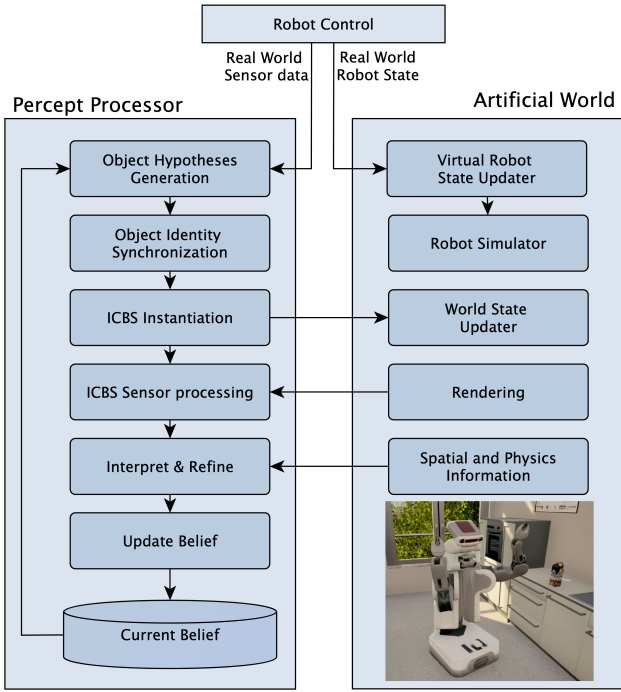 Robot Control
Real World
Sensor data
Real World
Robot State
Percept Processor
Artificial World
Object Hypotheses
Generation
Virtual Robot
State Updater
Object Identity
Synchronization
Robot Simulator
ICBS Instantiation
World State
Updater
ICBS Sensor processing
Rendering
Interpret & Refine
Spatial and Physics
Information
Update Belief
Current Belief